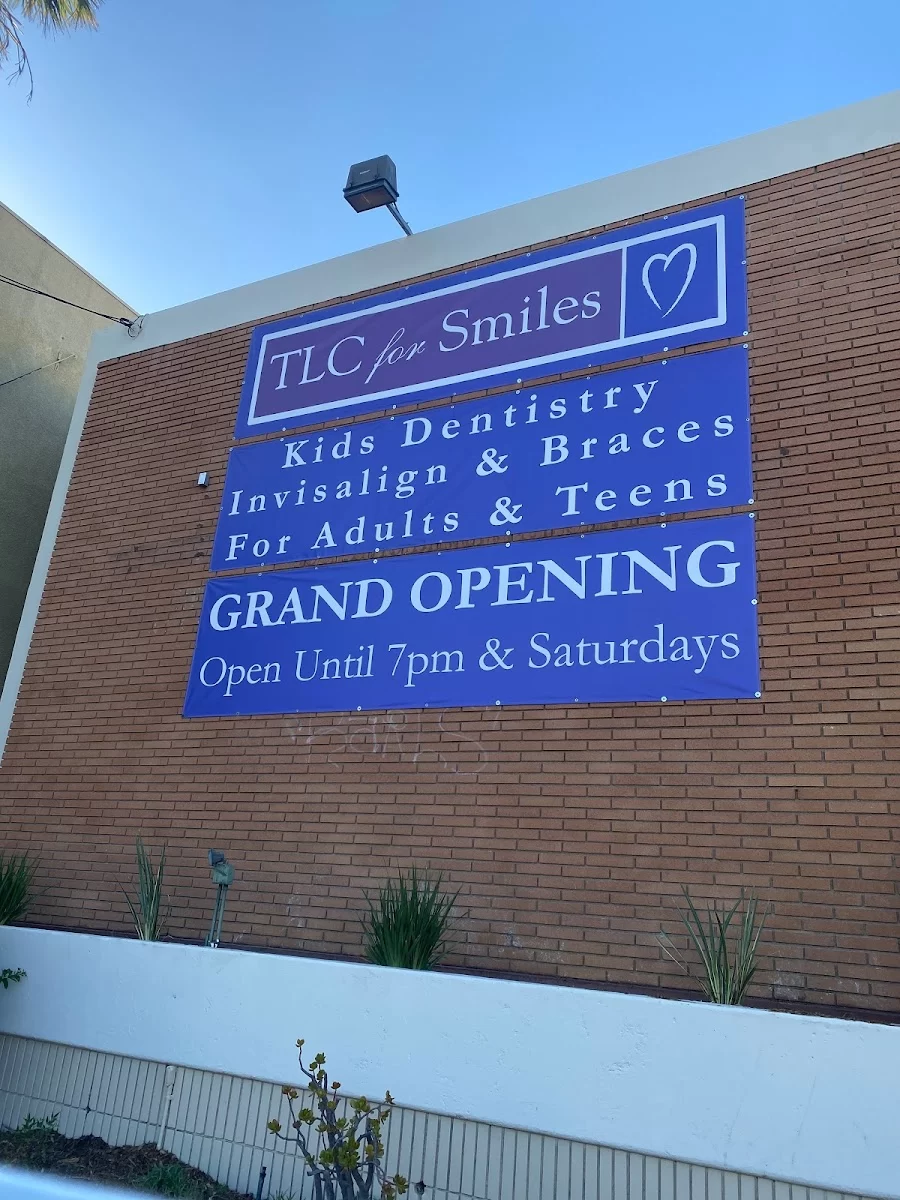 TLC for Smiles
Kids Dentistry
Invisalign & Braces
For Adults & Teens
GRAND OPENING
Open Until 7pm & Saturdays